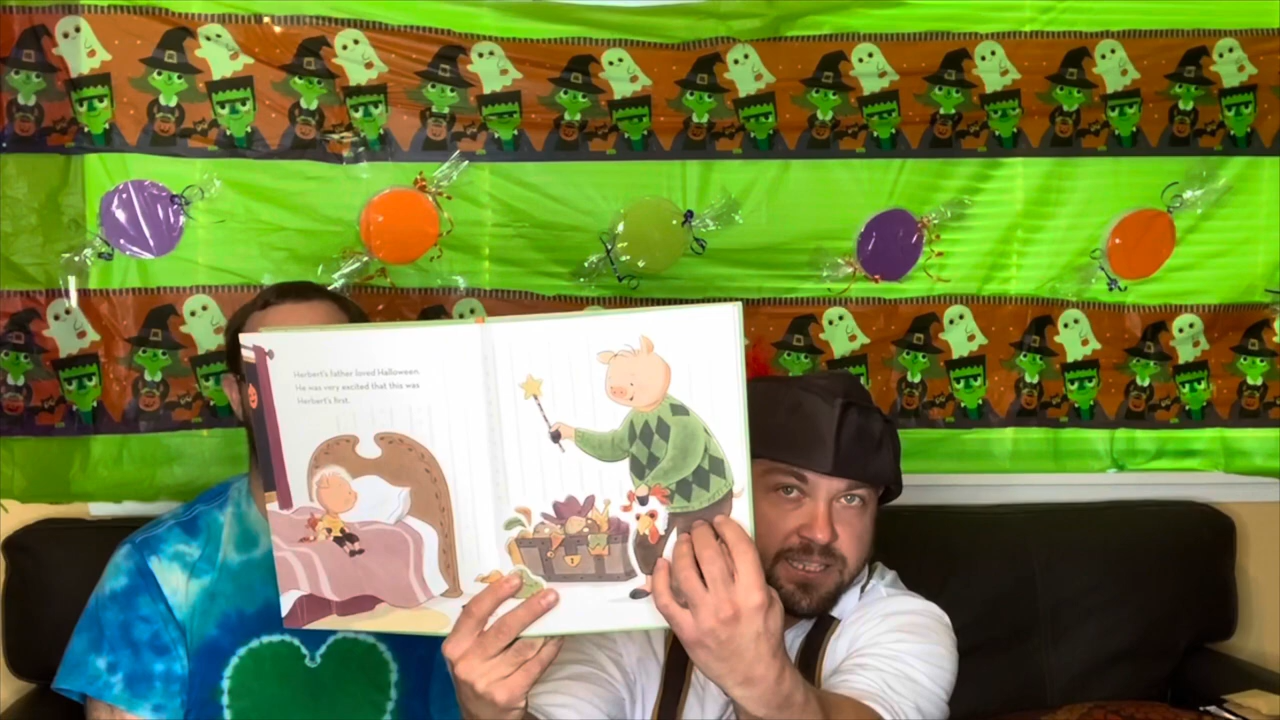 Herbert's father loved Halloween.
He was very excited that this was
Herbert's first.